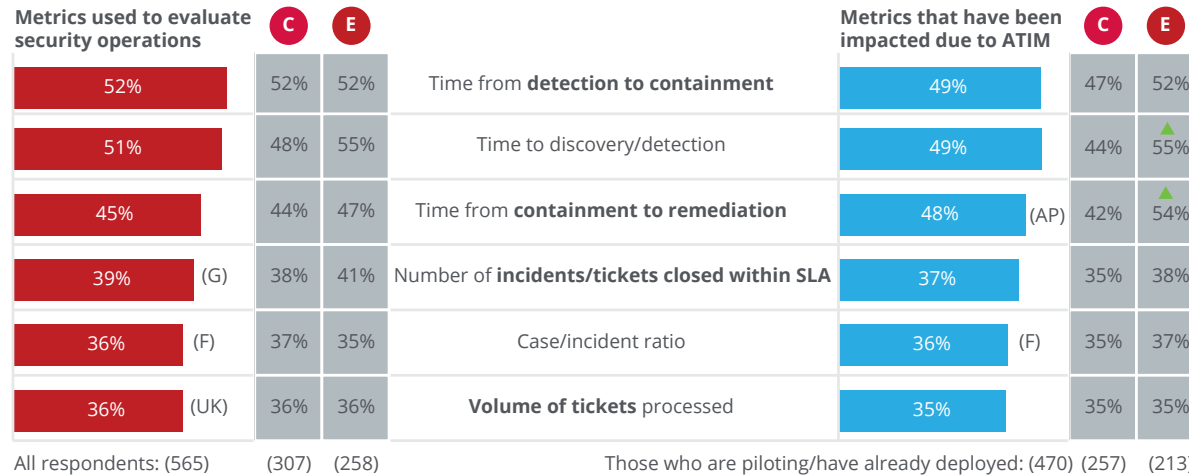 Metrics used to evaluate
security operations
C E
Metrics that have been
impacted due to ATIM
C E
52% 52% 52% Time from detection to containment 49% 47% 52%
51% 48% 55% Time to discovery/detection 49% 44% 55%
45% 44% 47% Time from containment to remediation 48% (AP) 42% 54%
39% (G) 38% 41% Number of incidents/tickets closed within SLA 37% 35% 38%
36% (F) 37% 35% Case/incident ratio 36% (F) 35% 37%
36% (UK) 36% 36% Volume of tickets processed 35% 35% 35%
All respondents: (565) (307) (258) Those who are piloting/have already deployed: (470) (257) (213)